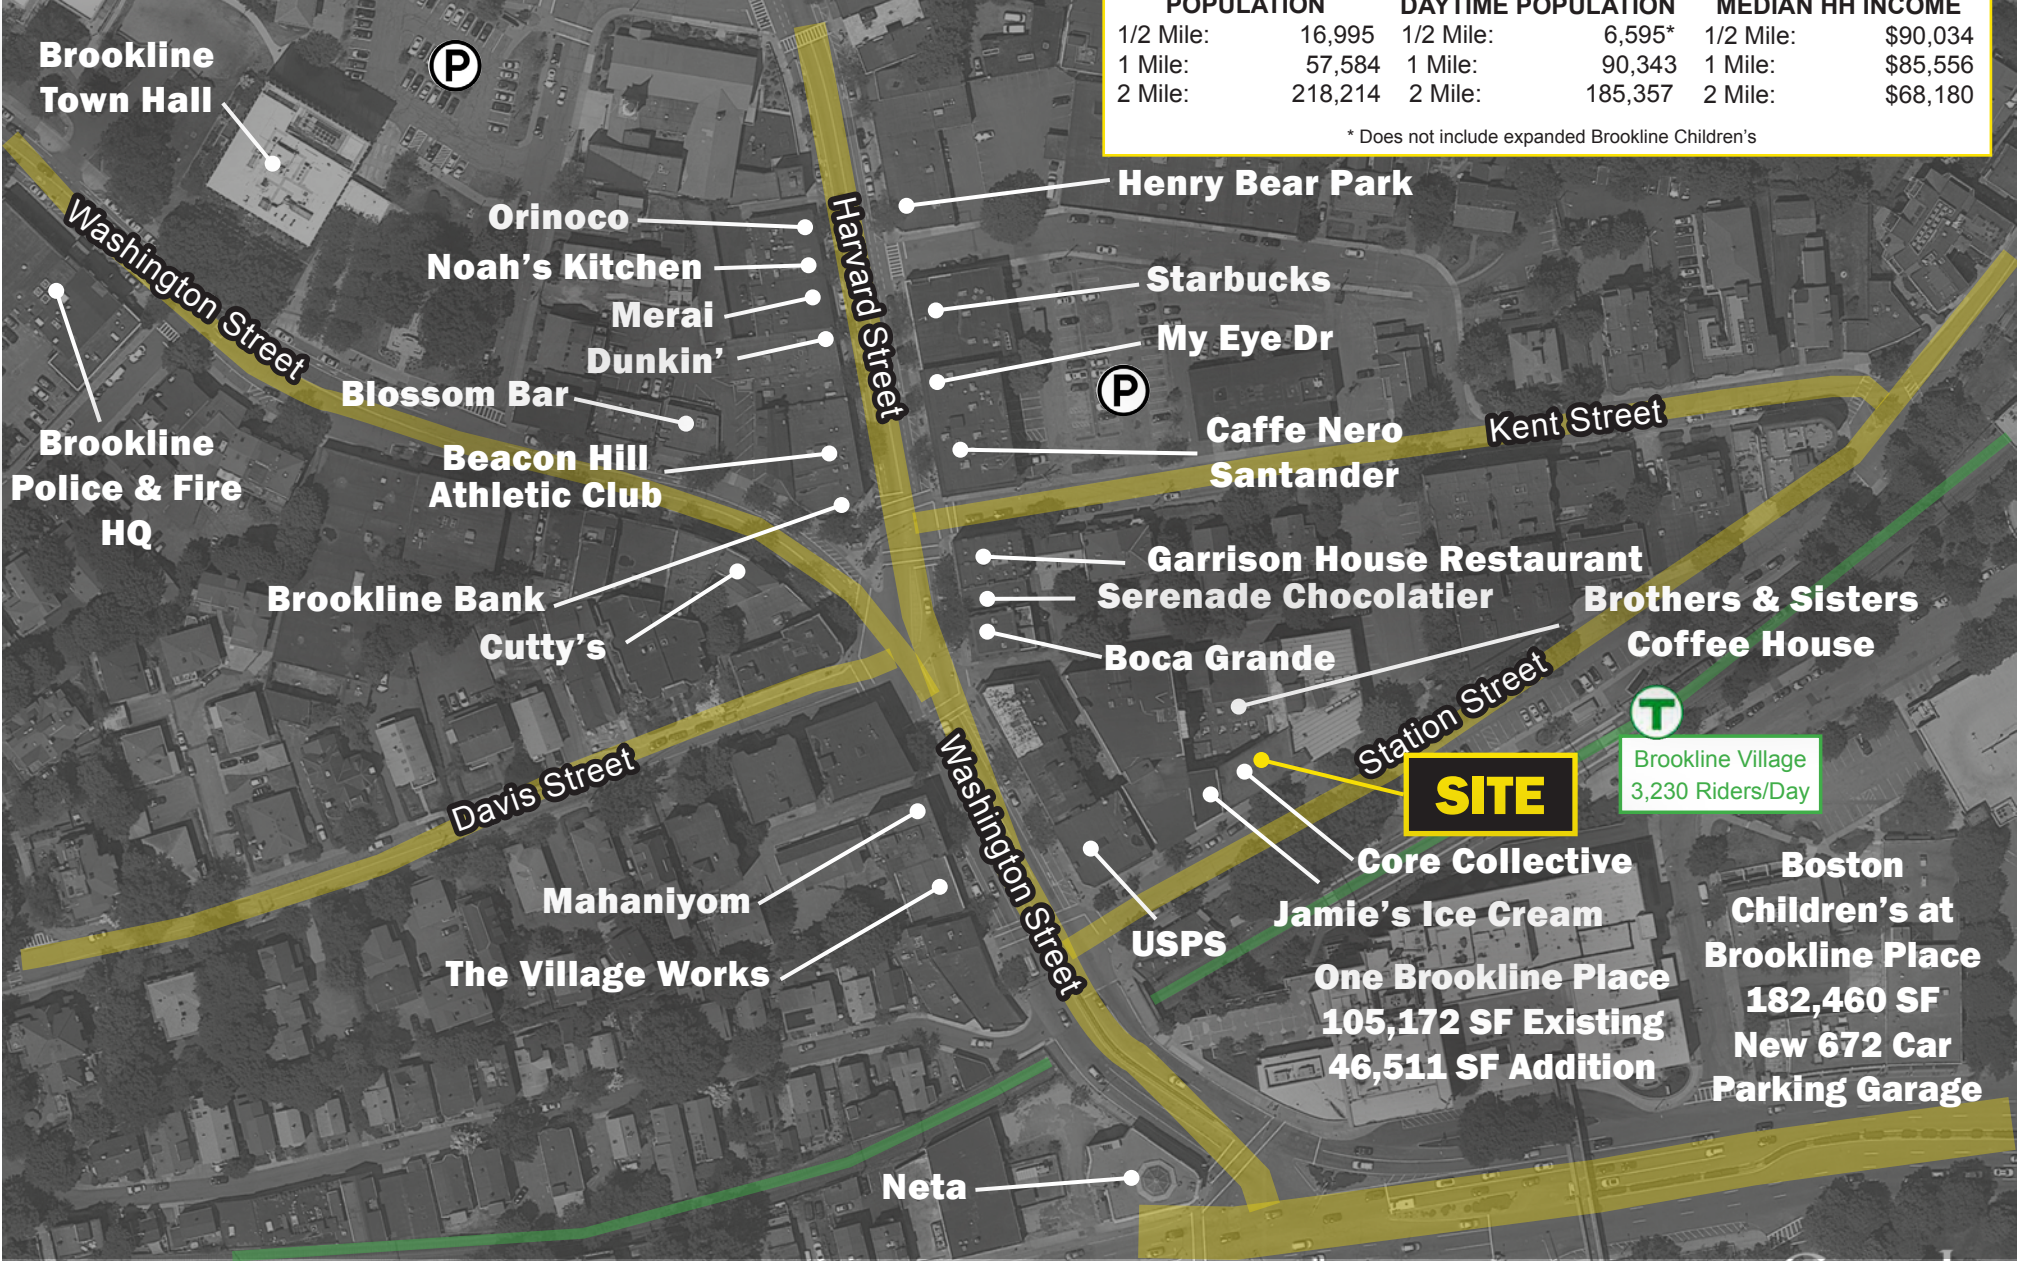 POPULATION DAYTIME POPULATION MEDIAN HH INCOME
1/2 Mile: 16,995 1/2 Mile: 6,595* 1/2 Mile: $90,034
1 Mile: 57,584 1 Mile: 90,343 1 Mile: $85,556
2 Mile: 218,214 2 Mile: 185,357 2 Mile: $68,180
* Does not include expanded Brookline Children's
Brookline
Town Hall
P
Washington Street
Harvard Street
Henry Bear Park
Orinoco
Noah's Kitchen
Merai
Dunkin'
Starbucks
My Eye Dr
P
Blossom Bar
Brookline
Police & Fire
HQ
Beacon Hill
Athletic Club
Caffe Nero
Santander
Kent Street
Brookline Bank
Cutty's
Garrison House Restaurant
Serenade Chocolatier
Boca Grande
Brothers & Sisters
Coffee House
Station Street
T
Brookline Village
3,230 Riders/Day
SITE
Davis Street
Washington Street
Mahaniyom
The Village Works
USPS
Core Collective
Jamie's Ice Cream
One Brookline Place
105,172 SF Existing
46,511 SF Addition
Boston
Children's at
Brookline Place
182,460 SF
New 672 Car
Parking Garage
Neta